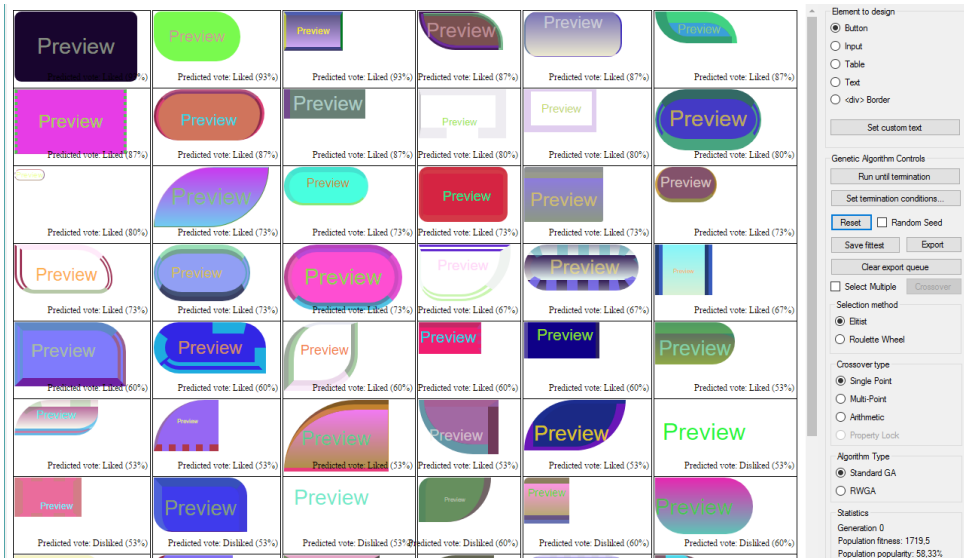 Preview Preview Preview Preview Preview Preview
Predicted vote: Liked (93%) Predicted vote: Liked (93%) Predicted vote: Liked (87%) Predicted vote: Liked (87%) Predicted vote: Liked (87%)
Preview Preview Preview Preview Preview Preview
Predicted vote: Liked (87%) Predicted vote: Liked (87%) Predicted vote: Liked (87%) Predicted vote: Liked (80%) Predicted vote: Liked (80%) Predicted vote: Liked (80%)
Preview Preview Preview Preview Preview
Predicted vote: Liked (80%) Predicted vote: Liked (73%) Predicted vote: Liked (73%) Predicted vote: Liked (73%) Predicted vote: Liked (73%) Predicted vote: Liked (73%)
Preview Preview Preview Preview Preview Preview
Predicted vote: Liked (73%) Predicted vote: Liked (73%) Predicted vote: Liked (73%) Predicted vote: Liked (67%) Predicted vote: Liked (67%) Predicted vote: Liked (67%)
Preview Preview Preview Preview Preview Preview
Predicted vote: Liked (60%) Predicted vote: Liked (60%) Predicted vote: Liked (60%) Predicted vote: Liked (60%) Predicted vote: Liked (60%) Predicted vote: Liked (53%)
Preview Preview Preview Preview Preview Preview
Predicted vote: Liked (53%) Predicted vote: Liked (53%) Predicted vote: Liked (53%) Predicted vote: Liked (53%) Predicted vote: Liked (53%) Predicted vote: Disliked (53%)
Preview Preview Preview Preview Preview Preview
Predicted vote: Disliked (53%) Predicted vote: Disliked (53%) Predicted vote: Disliked (53%) Predicted vote: Disliked (60%) Predicted vote: Disliked (60%) Predicted vote: Disliked (60%)
Element to design
Button
Input
Table
Text
<div> Border
Set custom text
Genetic Algorithm Controls
Run until termination
Set termination conditions...
Reset Random Seed
Save fittest Export
Clear export queue
Select Multiple Crossover
Selection method
Elitist
Roulette Wheel
Crossover type
Single Point
Multi-Point
Arithmetic
Property Lock
Algorithm Type
Standard GA
RWGA
Statistics
Generation 0
Population fitness: 1719,5
Population popularity: 58,33%